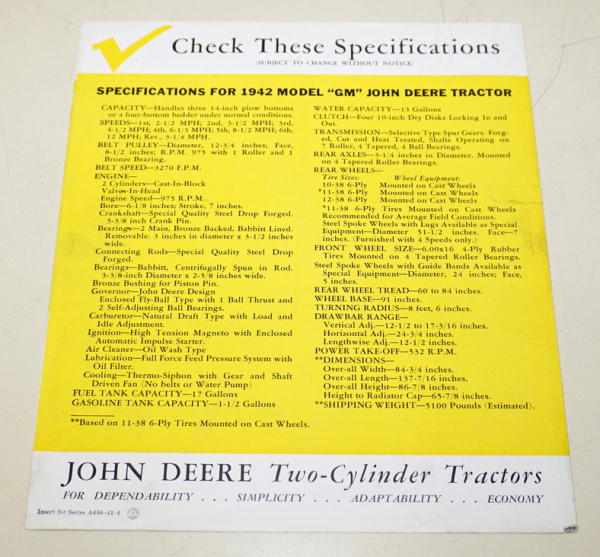 Check These Specifications
(SUBJECT TO CHANGE WITHOUT NOTICE)
SPECIFICATIONS FOR 1942 MODEL "GM" JOHN DEERE TRACTOR
CAPACITY—Handles three 14-inch plow bottoms
or a four-bottom bedder under normal conditions.
SPEEDS—1st, 2-1/2 MPH; 2nd, 3-1/2 MPH; 3rd,
4-1/2 MPH; 4th, 6-1/3 MPH; 5th, 8-1/2 MPH; 6th,
12 MPH; Rev., 3-1/4 MPH.
BELT PULLEY—Diameter, 12-3/4 inches; Face,
8-1/2 inches; R.P.M. 975 with 1 Roller and 1
Bronze Bearing.
BELT SPEED—3270 F.P.M.
ENGINE—
2 Cylinders—Cast-In-Block
Valves-In-Head
Engine Speed—975 R.P.M.
Bore—6-1/8 inches; Stroke, 7 inches.
Crankshaft—Special Quality Steel Drop Forged.
3-3/8 inch Crank Pin.
Bearings—2 Main, Bronze Backed, Babbitt Lined.
Removable. 3 inches in diameter x 3-1/2 inches
wide.
Connecting Rods—Special Quality Steel Drop
Forged.
Bearings—Babbitt, Centrifugally Spun in Rod.
3-3/8-inch Diameter x 2-5/8 inches wide.
Bronze Bushing for Piston Pin.
Governor—John Deere Design
Enclosed Fly-Ball Type with 1 Ball Thrust and
2 Self-Adjusting Ball Bearings.
Carburetor—Natural Draft Type with Load and
Idle Adjustment.
Ignition—High Tension Magneto with Enclosed
Automatic Impulse Starter.
Air Cleaner—Oil Wash Type
Lubrication—Full Force Feed Pressure System with
Oil Filter.
Cooling—Thermo-Siphon with Gear and Shaft
Driven Fan (No belts or Water Pump)
FUEL TANK CAPACITY—17 Gallons
GASOLINE TANK CAPACITY—1-1/2 Gallons
**Based on 11-38 6-Ply Tires Mounted on Cast Wheels.
WATER CAPACITY—13 Gallons
CLUTCH—Four 10-inch Dry Disks Locking In and
Out.
TRANSMISSION—Selective Type Spur Gears. Forg-
ed, Cut and Heat Treated, Shafts Operating on
7 Roller, 4 Tapered, 4 Ball Bearings.
REAR AXLES—3-1/4 inches in Diameter. Mounted
on 4 Tapered Roller Bearings.
REAR WHEELS—
Tire Sizes: Wheel Equipment:
10-38 6-Ply Mounted on Cast Wheels
*11-38 6-Ply Mounted on Cast Wheels
12-38 6-Ply Mounted on Cast Wheels
*11-38 6-Ply Tires Mounted on Cast Wheels
Recommended for Average Field Conditions.
Steel Spoke Wheels with Lugs Available as Special
Equipment—Diameter 51-1/2 inches. Face—7
inches. (Furnished with 4 Speeds only.)
FRONT WHEEL SIZE—6.00x16 4-Ply Rubber
Tires Mounted on 4 Tapered Roller Bearings.
Steel Spoke Wheels with Guide Bands Available as
Special Equipment—Diameter, 24 inches; Face,
5 inches.
REAR WHEEL TREAD—60 to 84 inches.
WHEEL BASE—91 inches.
TURNING RADIUS—8 feet, 6 inches.
DRAWBAR RANGE—
Vertical Adj.—12-1/2 to 17-3/16 inches.
Horizontal Adj.—24-3/4 inches.
Lengthwise Adj.—12-1/2 inches.
POWER TAKE-OFF—532 R.P.M.
**DIMENSIONS—
Over-all Width—84-3/4 inches.
Over-all Length—137-7/16 inches.
Over-all Height—86-7/8 inches.
Height to Radiator Cap—65-7/8 inches.
**SHIPPING WEIGHT—5100 Pounds (Estimated).
JOHN DEERE Two-Cylinder Tractors
FOR DEPENDABILITY . . . SIMPLICITY . . . ADAPTABILITY . . . ECONOMY
Insert for Series A456-41-4